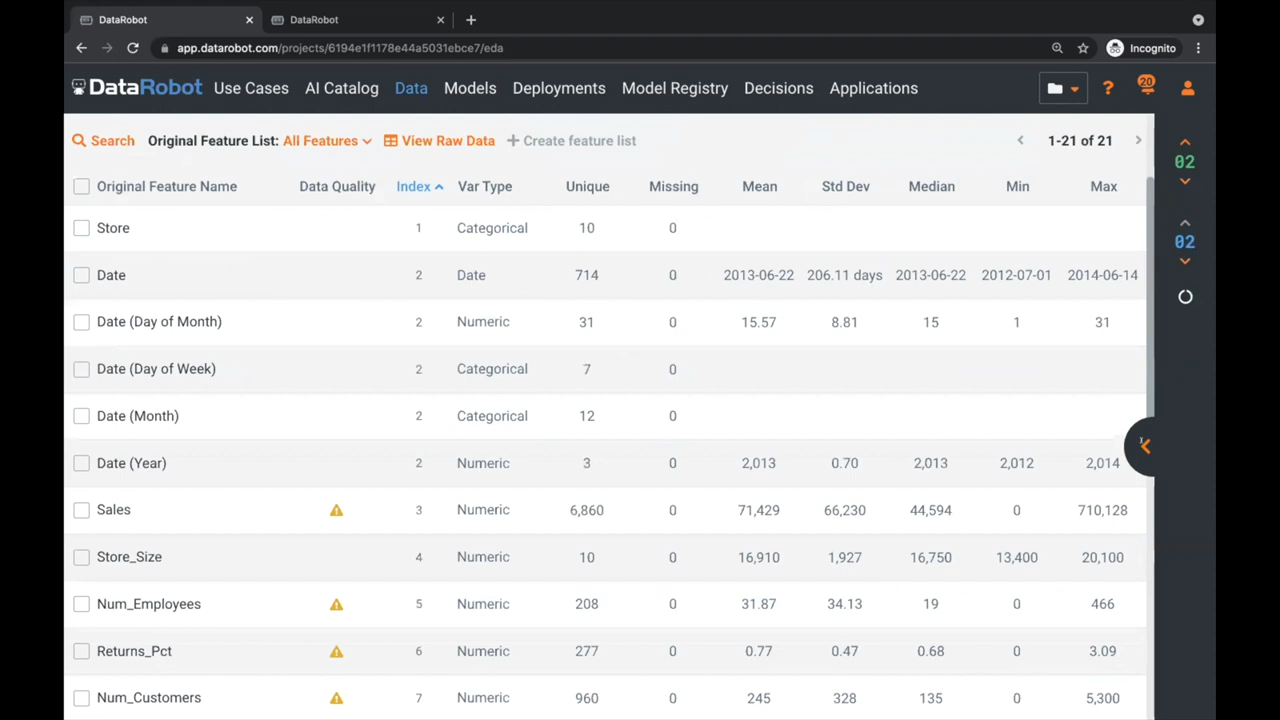 DataRobot DataRobot
app.datarobot.com/projects/6194e1f1178e44a5031ebce7/eda Incognito
DataRobot Use Cases AI Catalog Data Models Deployments Model Registry Decisions Applications ? 20
Search Original Feature List: All Features View Raw Data + Create feature list 1-21 of 21
02
Original Feature Name Data Quality Index Var Type Unique Missing Mean Std Dev Median Min Max
Store 1 Categorical 10 0
02
Date 2 Date 714 0 2013-06-22 206.11 days 2013-06-22 2012-07-01 2014-06-14
Date (Day of Month) 2 Numeric 31 0 15.57 8.81 15 1 31
Date (Day of Week) 2 Categorical 7 0
Date (Month) 2 Categorical 12 0
Date (Year) 2 Numeric 3 0 2,013 0.70 2,013 2,012 2,014
Sales 3 Numeric 6,860 0 71,429 66,230 44,594 0 710,128
Store_Size 4 Numeric 10 0 16,910 1,927 16,750 13,400 20,100
Num_Employees 5 Numeric 208 0 31.87 34.13 19 0 466
Returns_Pct 6 Numeric 277 0 0.77 0.47 0.68 0 3.09
Num_Customers 7 Numeric 960 0 245 328 135 0 5,300